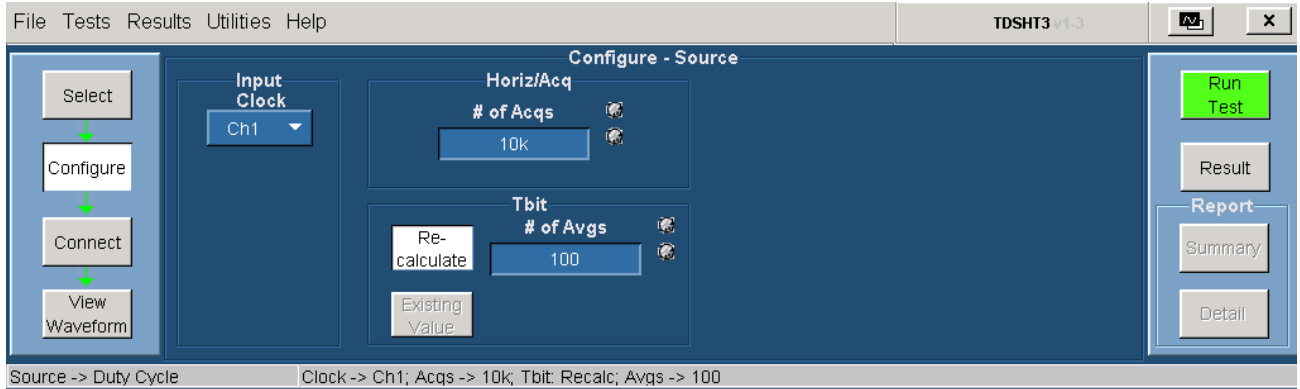 File Tests Results Utilities Help
TDSHT3 v1-3
x
Configure - Source
Select
Configure
Connect
View
Waveform
Input
Clock
Ch1
Horiz/Acq
# of Acqs
10k
Tbit
Re-
calculate
# of Avgs
100
Existing
Value
Run
Test
Result
Report
Summary
Detail
Source -> Duty Cycle
Clock -> Ch1; Acqs -> 10k; Tbit: Recalc; Avgs -> 100